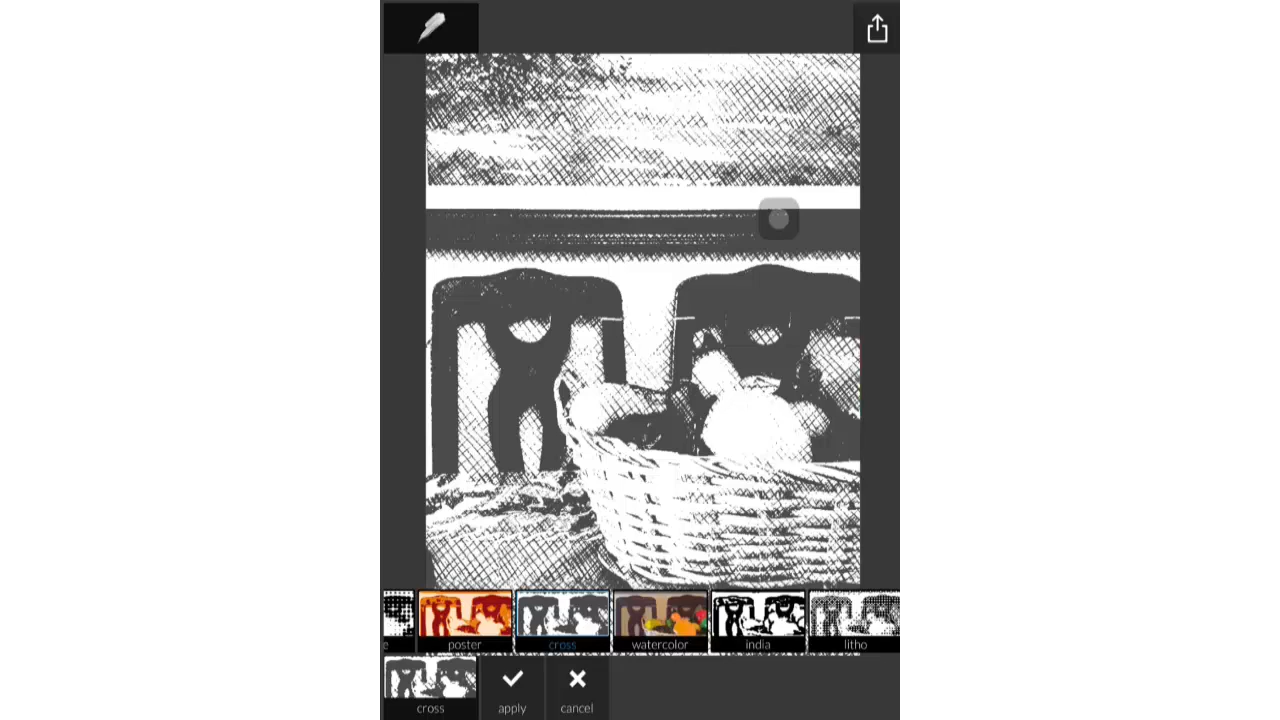 e
poster
cross
watercolor
india
litho
cross
apply
cancel